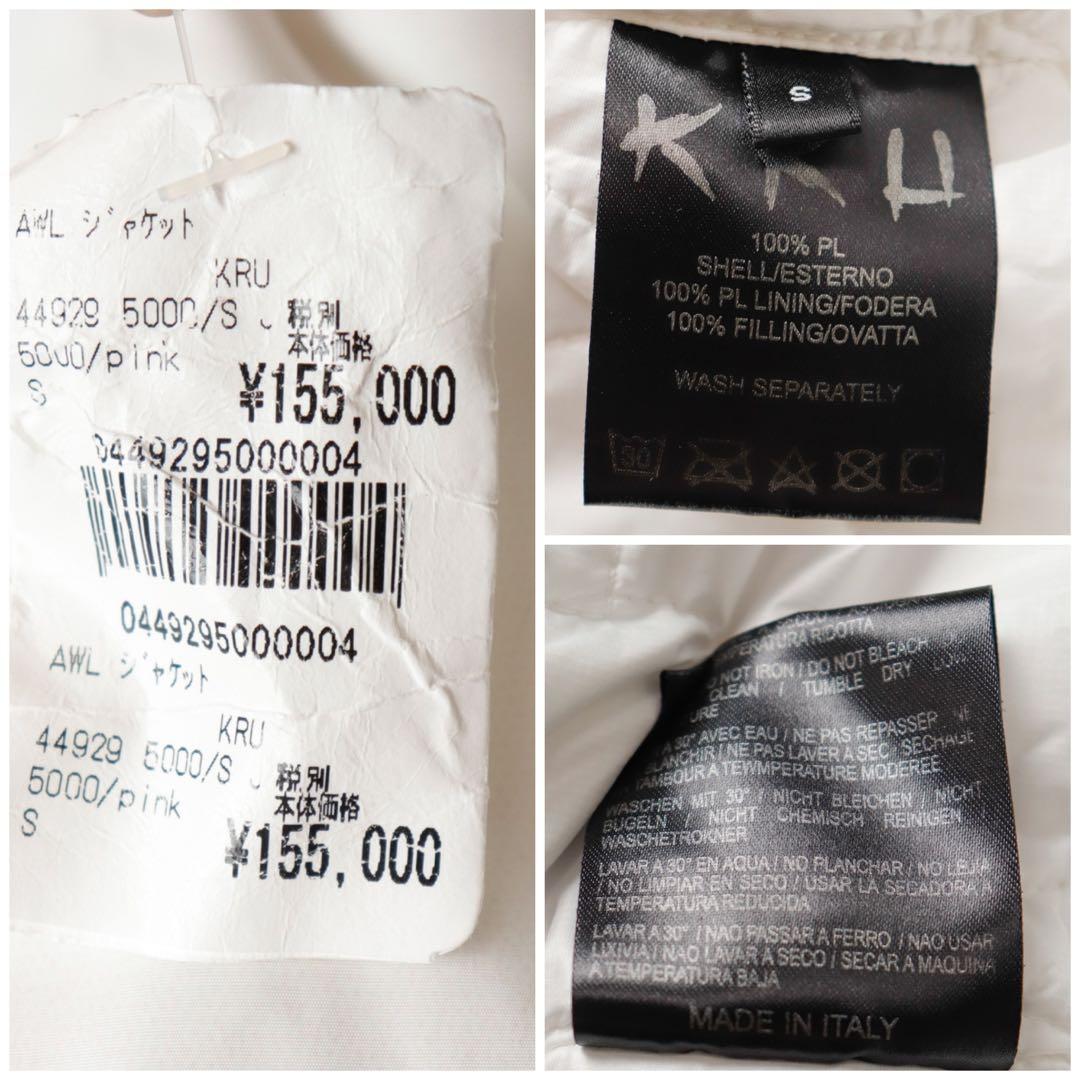 AWL ジャケット
KRU
44929 5000/S J 税別
5000/pink 本体価格
S ¥155,000
0449295000004
0449295000004
AWL ジャケット
KRU
44929 5000/S J 税別
5000/pink 本体価格
S ¥155,000
S
KRU
100% PL
SHELL/ESTERNO
100% PL LINING/FODERA
100% FILLING/OVATTA
WASH SEPARATELY
30
RIDOTTA
NOT IRON I DO NOT BLEACH
CLEAN / TUMBLE DRY LOW
URE
A 30° AVEC EAU / NE PAS REPASSER
/ NE PAS LAVER A SEC SECHAGE
TAMBOUR A TEWMPERATURE MODEREE
WASCHEN MIT 30° / NICHT BLEICHEN / NICHT
BUGELN / NICHT CHEMISCH REINIGEN
WASCHETROKNER
LAVAR A 30° EN AQUA / NO PLANCHAR / NO LEJIA
/ NO LIMPIAR EN SECO / USAR LA SECADORA A
TEMPERATURA REDUCIDA
LAVAR A 30° / NAO PASSAR A FERRO / NAO USAR
LIXIVIA / NAO LAVAR A SECO / SECAR A MAQUINA
A TEMPERATURA BAJA
MADE IN ITALY